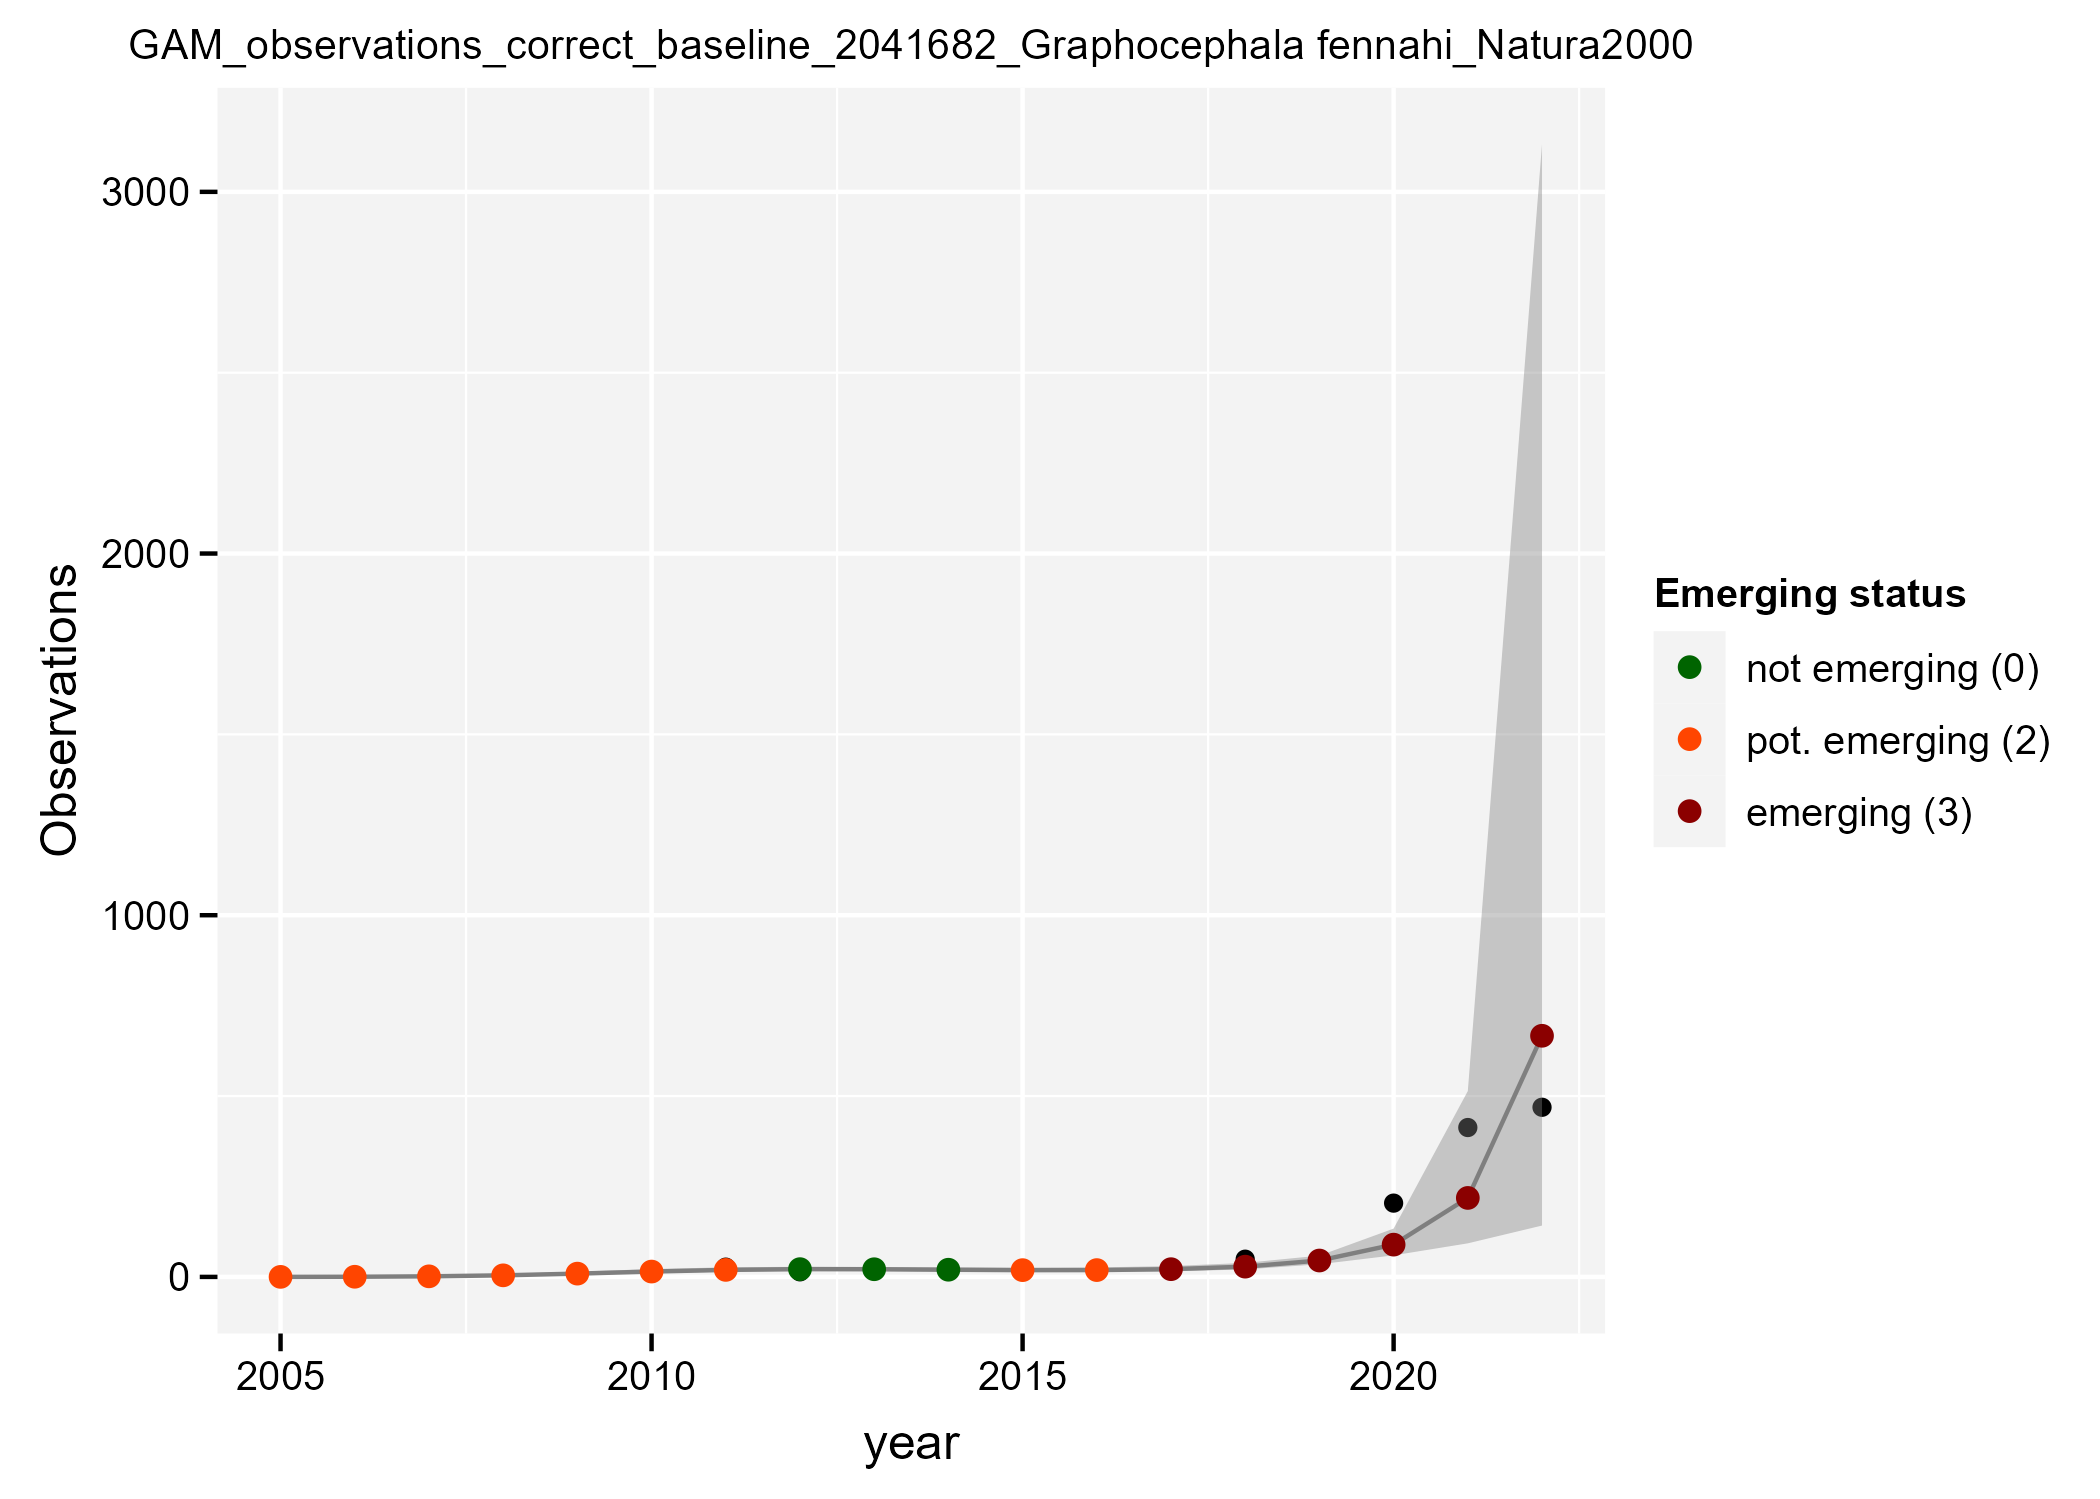 GAM_observations_correct_baseline_2041682_Graphocephala fennahi_Natura2000
3000
2000
1000
0
Observations
2005
2010
2015
2020
year
Emerging status
not emerging (0)
pot. emerging (2)
emerging (3)